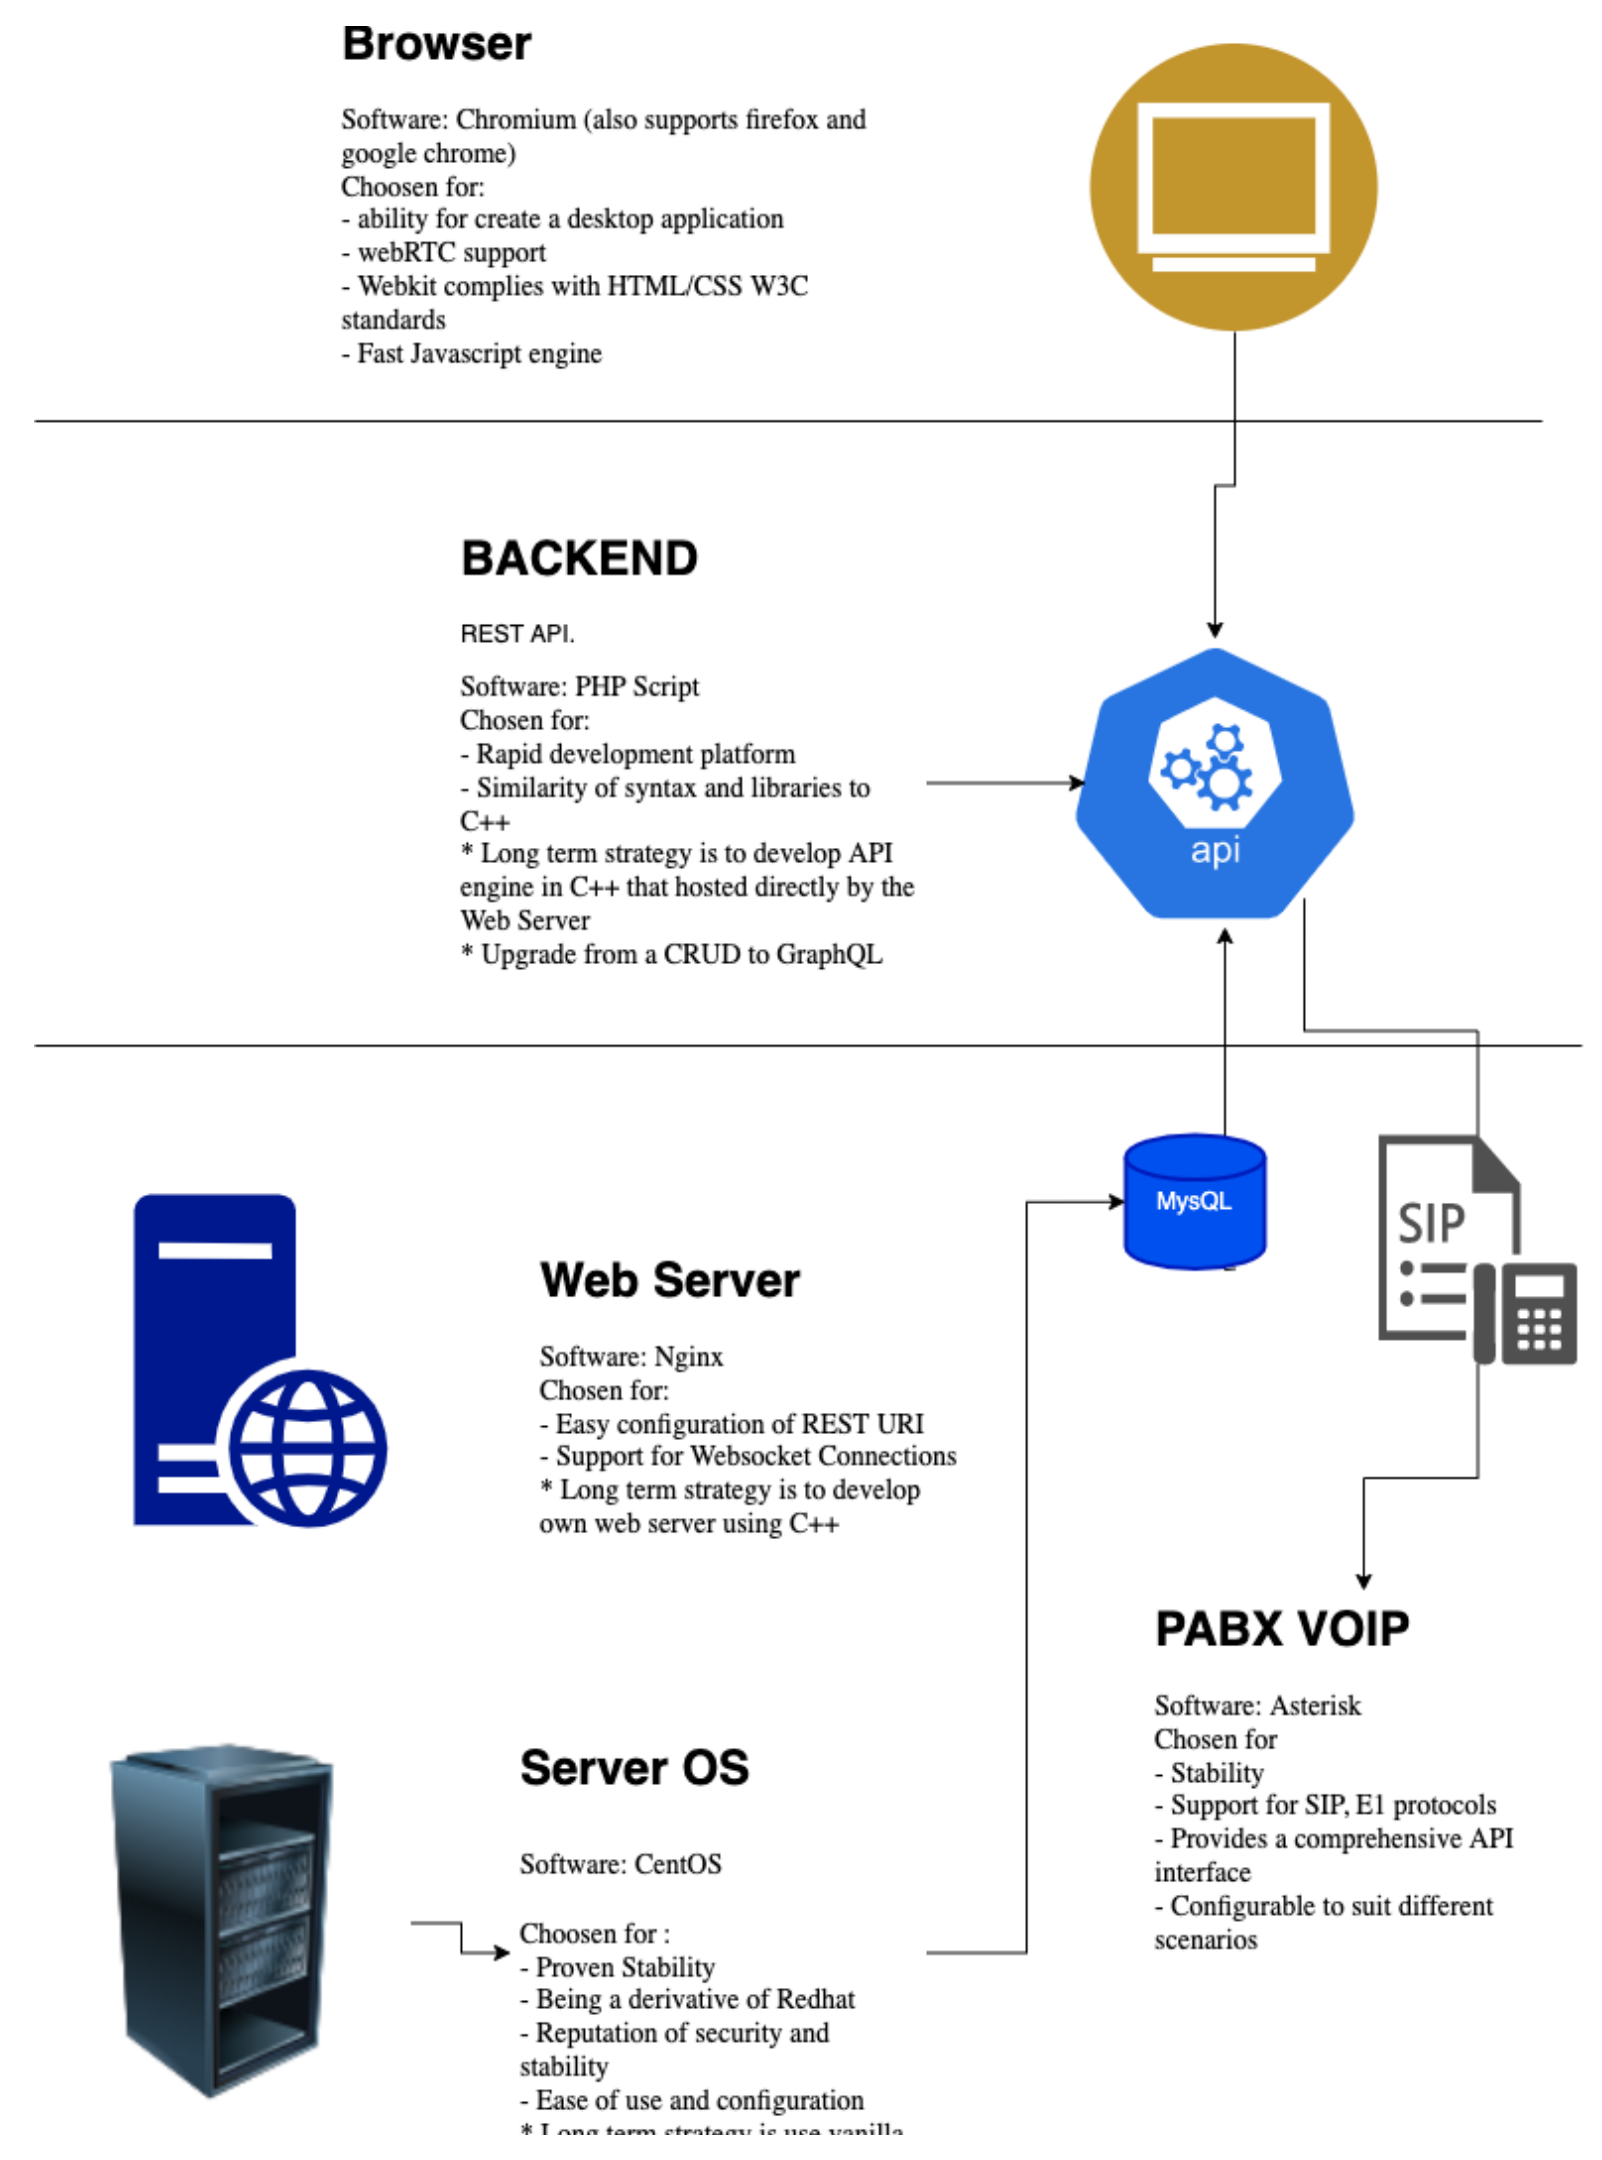 Browser
Software: Chromium (also supports firefox and
google chrome)
Choosen for:
- ability for create a desktop application
- webRTC support
- Webkit complies with HTML/CSS W3C
standards
- Fast Javascript engine
BACKEND
REST API.
Software: PHP Script
Chosen for:
- Rapid development platform
- Similarity of syntax and libraries to
C++
* Long term strategy is to develop API
engine in C++ that hosted directly by the
Web Server
* Upgrade from a CRUD to GraphQL
api
MysQL
SIP
Web Server
Software: Nginx
Chosen for:
- Easy configuration of REST URI
- Support for Websocket Connections
* Long term strategy is to develop
own web server using C++
PABX VOIP
Software: Asterisk
Chosen for
- Stability
- Support for SIP, E1 protocols
- Provides a comprehensive API
interface
- Configurable to suit different
scenarios
Server OS
Software: CentOS
Choosen for :
- Proven Stability
- Being a derivative of Redhat
- Reputation of security and
stability
- Ease of use and configuration
* Long term strategy is use vanilla